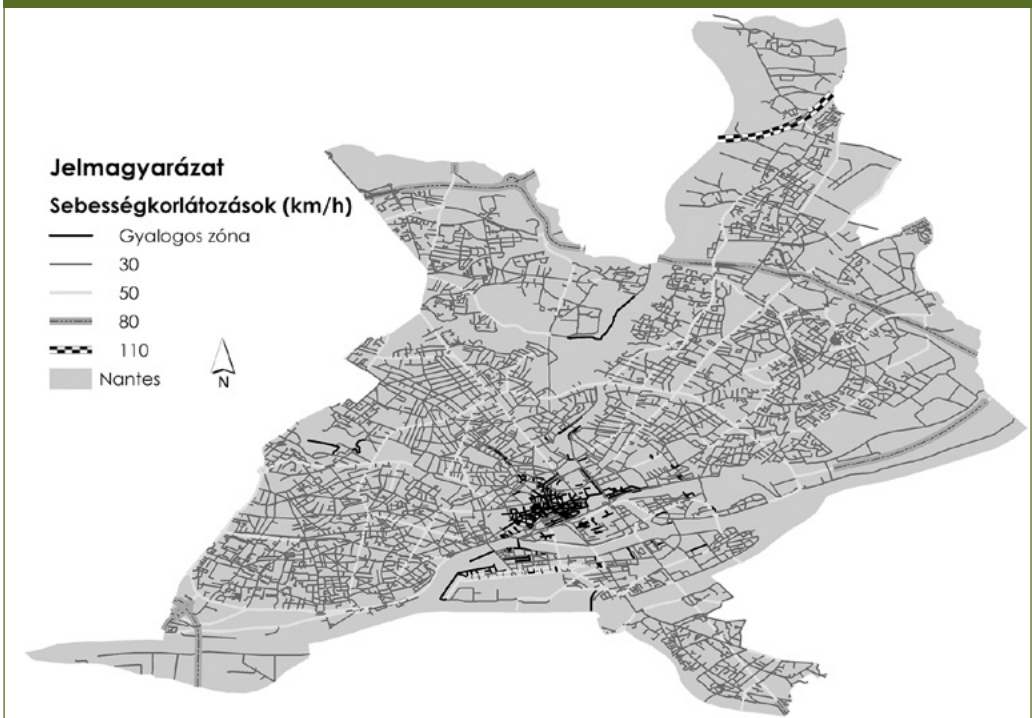 Jelmagyarázat
Sebességkorlátozások (km/h)
Gyalogos zóna
30
50
80
110
Nantes
N